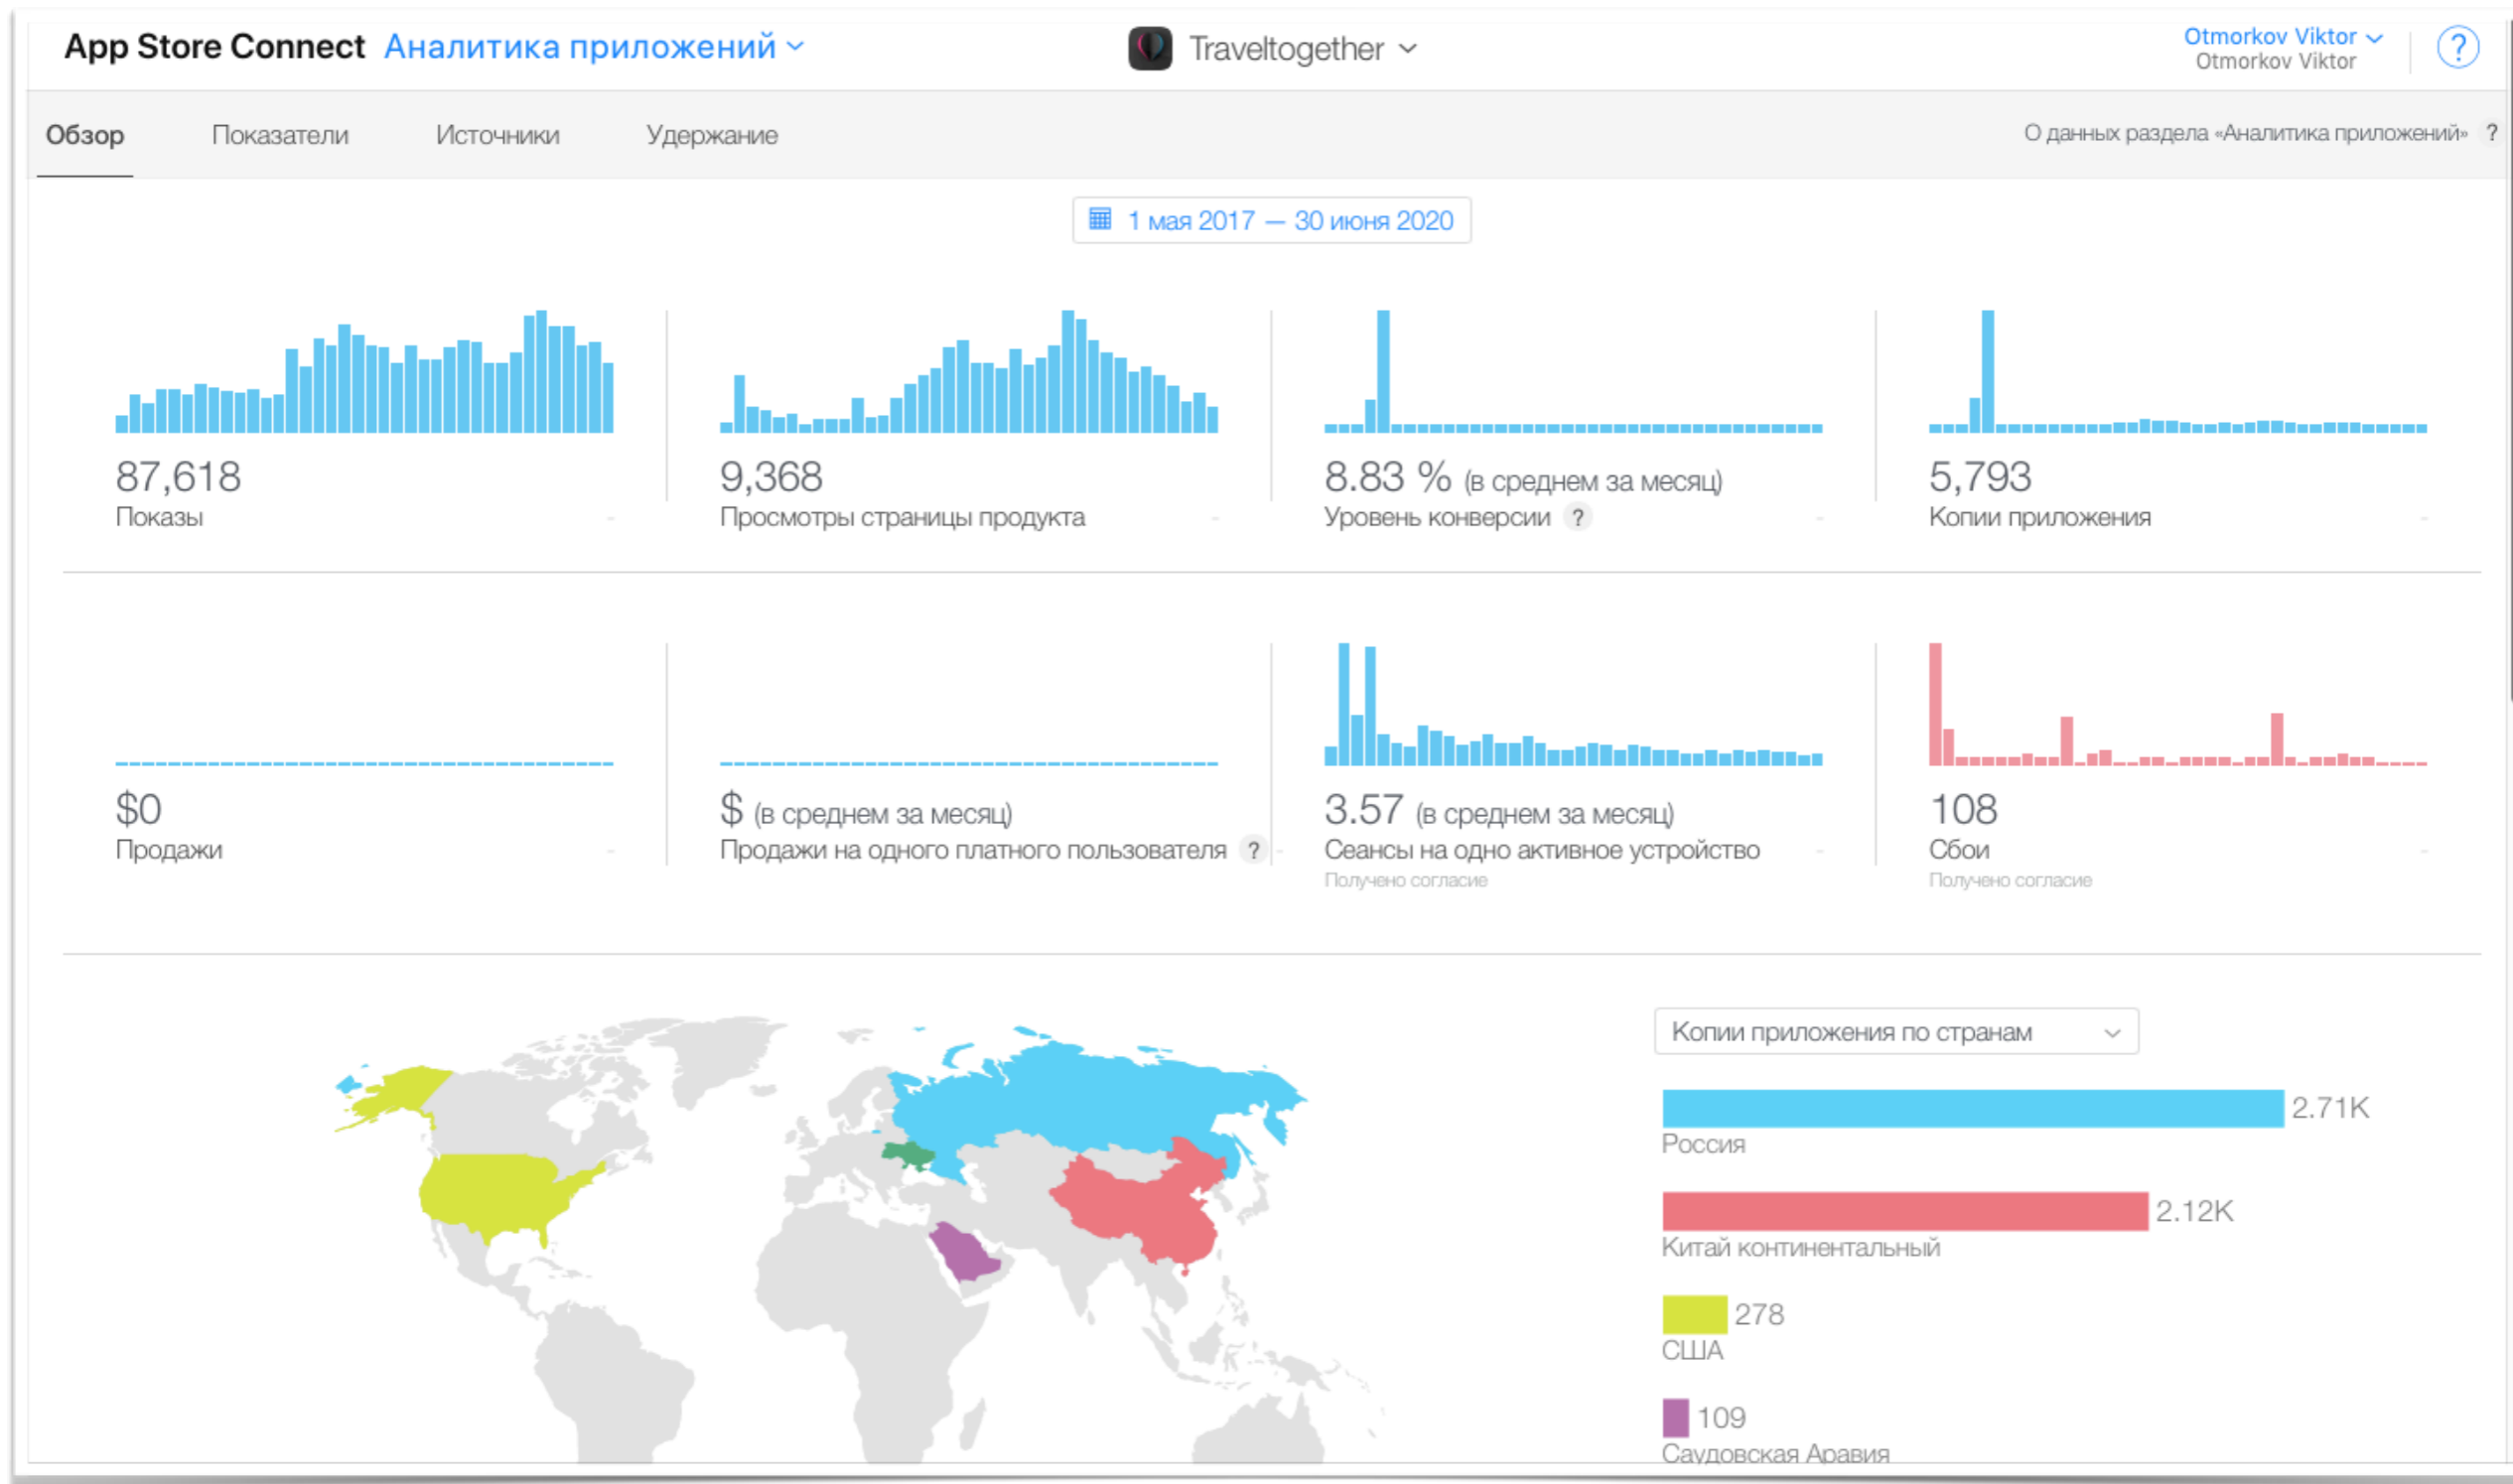 App Store Connect Аналитика приложений
Traveltogether
Otmorkov Viktor
Otmorkov Viktor
?
Обзор Показатели Источники Удержание
О данных раздела «Аналитика приложений» ?
1 мая 2017 — 30 июня 2020
87,618
Показы -
9,368
Просмотры страницы продукта -
8.83 % (в среднем за месяц)
Уровень конверсии ? -
5,793
Копии приложения -
$0
Продажи -
$ (в среднем за месяц)
Продажи на одного платного пользователя ? -
3.57 (в среднем за месяц)
Сеансы на одно активное устройство -
Получено согласие
108
Сбои -
Получено согласие
Копии приложения по странам
2.71K
Россия
2.12K
Китай континентальный
278
США
109
Саудовская Аравия